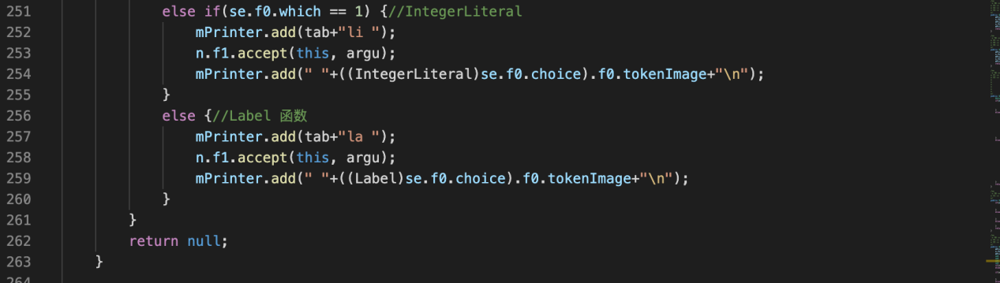 251 else if(se.f0.which == 1) {//IntegerLiteral
252 mPrinter.add(tab+"li ");
253 n.f1.accept(this, argu);
254 mPrinter.add(" "+((IntegerLiteral)se.f0.choice).f0.tokenImage+"\n");
255 }
256 else {//Label 函数
257 mPrinter.add(tab+"la ");
258 n.f1.accept(this, argu);
259 mPrinter.add(" "+((Label)se.f0.choice).f0.tokenImage+"\n");
260 }
261 }
262 return null;
263 }
264